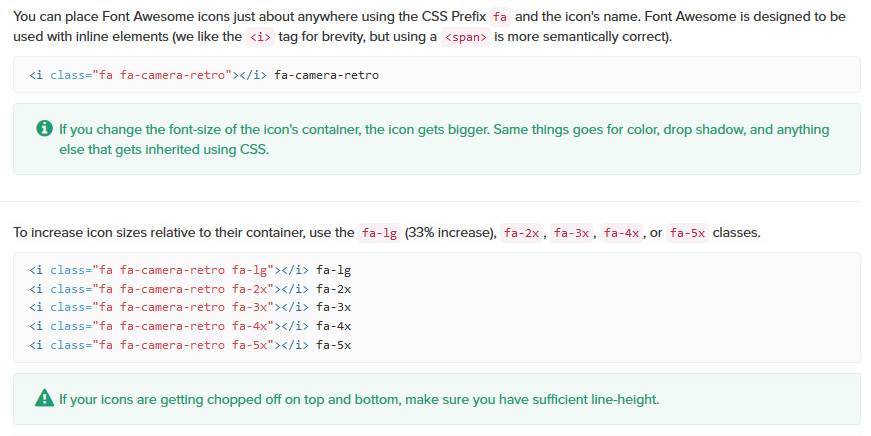 You can place Font Awesome icons just about anywhere using the CSS Prefix fa and the icon's name. Font Awesome is designed to be
used with inline elements (we like the <i> tag for brevity, but using a <span> is more semantically correct).
<i class="fa fa-camera-retro"></i> fa-camera-retro
If you change the font-size of the icon's container, the icon gets bigger. Same things goes for color, drop shadow, and anything
else that gets inherited using CSS.
To increase icon sizes relative to their container, use the fa-lg (33% increase), fa-2x, fa-3x, fa-4x, or fa-5x classes.
<i class="fa fa-camera-retro fa-lg"></i> fa-lg
<i class="fa fa-camera-retro fa-2x"></i> fa-2x
<i class="fa fa-camera-retro fa-3x"></i> fa-3x
<i class="fa fa-camera-retro fa-4x"></i> fa-4x
<i class="fa fa-camera-retro fa-5x"></i> fa-5x
If your icons are getting chopped off on top and bottom, make sure you have sufficient line-height.